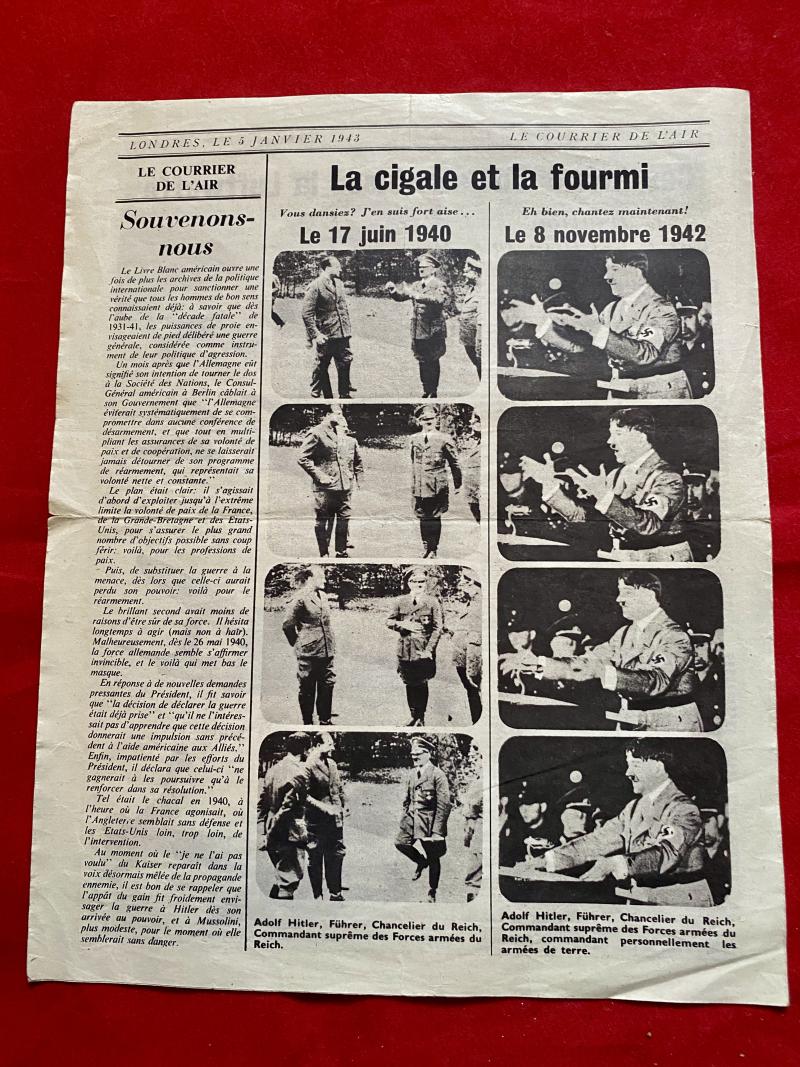 LONDRES, LE 5 JANVIER 1943
LE COURRIER DE L'AIR
LE COURRIER
DE L'AIR
Souvenons-
nous
Le Livre Blanc américain ouvre une
fois de plus les archives de la politique
internationale pour sanctionner une
vérité que tous les hommes de bon sens
connaissaient déjà: à savoir que dès
l'aube de la "décade fatale" de
1931-41, les puissances de proie en-
visageaient de pied délibéré une guerre
générale, considérée comme instru-
ment de leur politique d'agression.
Un mois après que l'Allemagne eût
signifié son intention de tourner le dos
à la Société des Nations, le Consul-
Général américain à Berlin câblait à
son Gouvernement que "l'Allemagne
éviterait systématiquement de se com-
promettre dans aucune conférence de
désarmement, et que tout en multi-
pliant les assurances de sa volonté de
paix et de coopération, ne se laisserait
jamais détourner de son programme
de réarmement, qui représentait sa
volonté nette et constante."
Le plan était clair: il s'agissait
d'abord d'exploiter jusqu'à l'extrême
limite la volonté de paix de la France,
de la Grande-Bretagne et des Etats-
Unis, pour s'assurer le plus grand
nombre d'objectifs possible sans coup
férir: voilà, pour les professions de
paix.
Puis, de substituer la guerre à la
menace, dès lors que celle-ci aurait
perdu son pouvoir: voilà pour le
réarmement.
Le brillant second avait moins de
raisons d'être sûr de sa force. Il hésita
longtemps à agir (mais non à haïr).
Malheureusement, dès le 26 mai 1940,
la force allemande semble s'affirmer
invincible, et le voilà qui met bas le
masque.
En réponse à de nouvelles demandes
pressantes du Président, il fit savoir
que "la décision de déclarer la guerre
était déjà prise" et "qu'il ne l'intéres-
sait pas d'apprendre que cette décision
donnerait une impulsion sans précé-
dent à l'aide américaine aux Alliés."
Enfin, impatienté par les efforts du
Président, il déclara que celui-ci "ne
gagnerait à les poursuivre qu'à le
renforcer dans sa résolution."
Tel était le chacal en 1940, à
l'heure où la France agonisait, où
l'Angleterre semblait sans défense et
les Etats-Unis loin, trop loin, de
l'intervention.
Au moment où le "je ne l'ai pas
voulu" du Kaiser reparaît dans la
voix désormais mêlée de la propagande
ennemie, il est bon de se rappeler que
l'appât du gain fit froidement envi-
sager la guerre à Hitler dès son
arrivée au pouvoir, et à Mussolini,
plus modeste, pour le moment où elle
semblerait sans danger.
La cigale et la fourmi
Vous dansiez? J'en suis fort aise . . .
Le 17 juin 1940
Adolf Hitler, Führer, Chancelier du Reich,
Commandant suprême des Forces armées du
Reich.
Eh bien, chantez maintenant!
Le 8 novembre 1942
Adolf Hitler, Führer, Chancelier du Reich,
Commandant suprême des Forces armées du
Reich, commandant personnellement les
armées de terre.